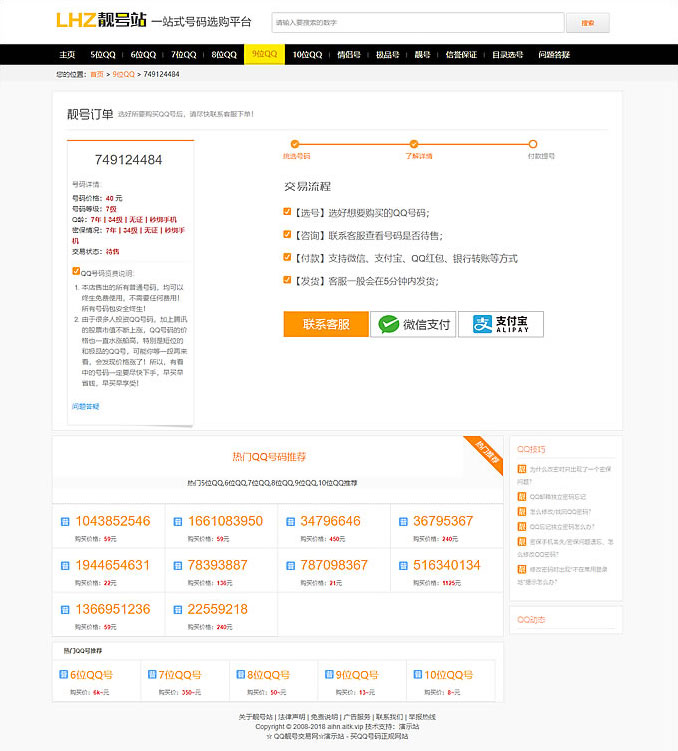 LHZ靓号站 一站式号码选购平台
请输入要搜索的数字
搜索
主页 5位QQ 6位QQ 7位QQ 8位QQ 9位QQ 10位QQ 情侣号 极品号 靓号 信誉保证 目录选号 问题答疑
您的位置：首页 > 9位QQ > 749124484
靓号订单 选好所要购买QQ号后，请尽快联系客服下单！
749124484
号码详情
号码价格：40 元
号码等级：7级
Q龄：7年 | 34级 | 无证 | 秒绑手机
密保情况：7年 | 34级 | 无证 | 秒绑手
机
交易状态：待售
QQ号码资费说明：
1. 本店售出的所有普通号码，均可以
终生免费使用，不需要任何费用！
所有号码包安全终生！
2. 由于很多人投资QQ号码，加上腾讯
的股票市值不断上涨，QQ号码的价
格也一直水涨船高，特别是短位的
和极品的QQ号，可能你等一段再来
看，会发现价格涨了！所以，有看
中的号码一定要尽快下手，早买早
省钱，早买早享受！
问题答疑
挑选号码
了解详情
付款提号
交易流程
【选号】选好想要购买的QQ号码；
【咨询】联系客服查看号码是否待售；
【付款】支持微信、支付宝、QQ红包、银行转账等方式
【发货】客服一般会在5分钟内发货；
联系客服
微信支付
支付宝
ALIPAY
热门QQ号码推荐
热门推荐
热门5位QQ,6位QQ,7位QQ,8位QQ,9位QQ,10位QQ推荐
普 1043852546
购买价格：59元
普 1661083950
购买价格：59元
普 34796646
购买价格：450元
普 36795367
购买价格：240元
普 1944654631
购买价格：22元
普 78393887
购买价格：136元
普 787098367
购买价格：21元
普 516340134
购买价格：1125元
普 1366951236
购买价格：59元
普 22559218
购买价格：240元
热门QQ号推荐
普 6位QQ号
购买价：6k~元
普 7位QQ号
购买价：350~元
普 8位QQ号
购买价：50~元
普 9位QQ号
购买价：13~元
普 10位QQ号
购买价：8~元
QQ技巧
为什么改密时只出现了一个密保
问题？
QQ邮箱独立密码忘记
怎么修改/找回QQ密码？
QQ忘记独立密码怎么办？
密保手机丢失/密保问题遗忘，怎
么修改QQ密码？
修改密码时出现"不在常用登录
地"提示怎么办？
QQ动态
关于靓号站 | 法律声明 | 免责说明 | 广告服务 | 联系我们 | 举报热线
Copyright © 2008-2018 aihn.aitk.vip 技术支持：演示站
☆ QQ靓号交易网☆演示站 - 买QQ号码正规网站